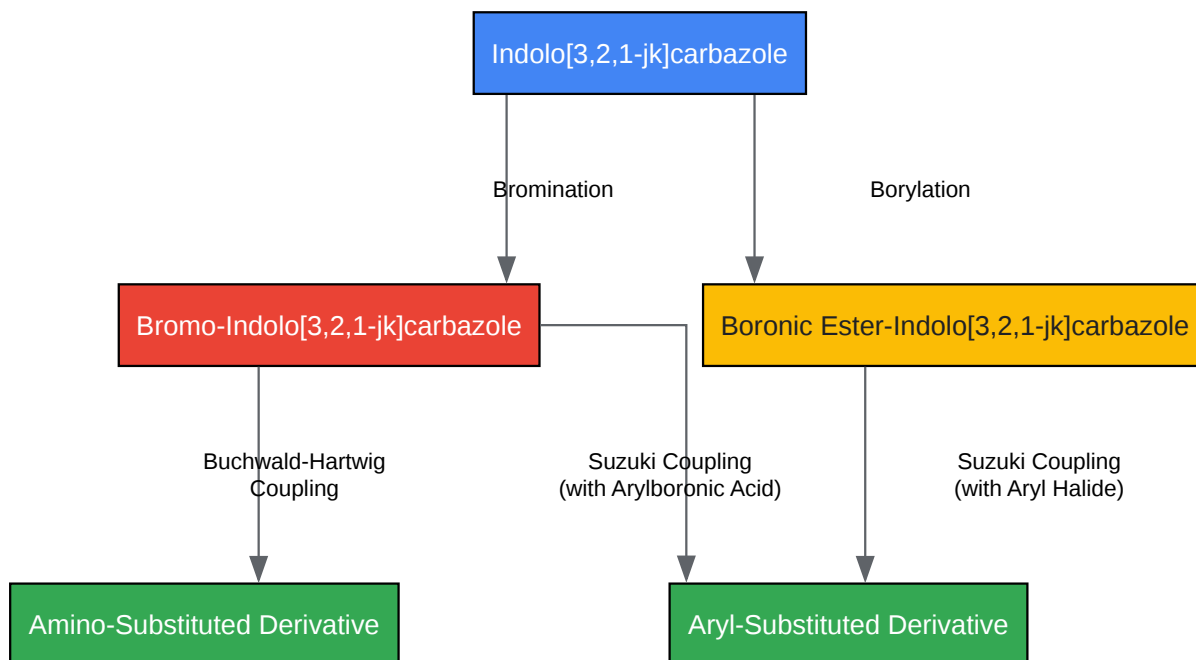 Indolo[3,2,1-jk]carbazole
Bromination
Borylation
Bromo-Indolo[3,2,1-jk]carbazole
Boronic Ester-Indolo[3,2,1-jk]carbazole
Buchwald-Hartwig
Coupling
Suzuki Coupling
(with Arylboronic Acid)
Suzuki Coupling
(with Aryl Halide)
Amino-Substituted Derivative
Aryl-Substituted Derivative